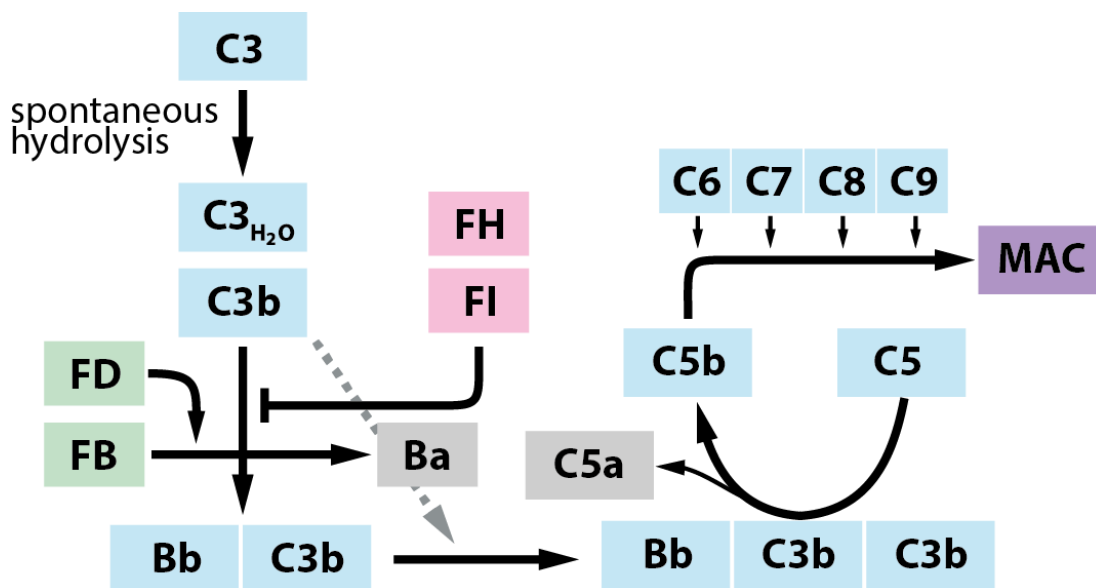 C3
spontaneous
hydrolysis
C3H₂O
C3b
FH
FI
FD
FB
Ba
Bb C3b
C6 C7 C8 C9
MAC
C5b
C5
C5a
Bb C3b C3b